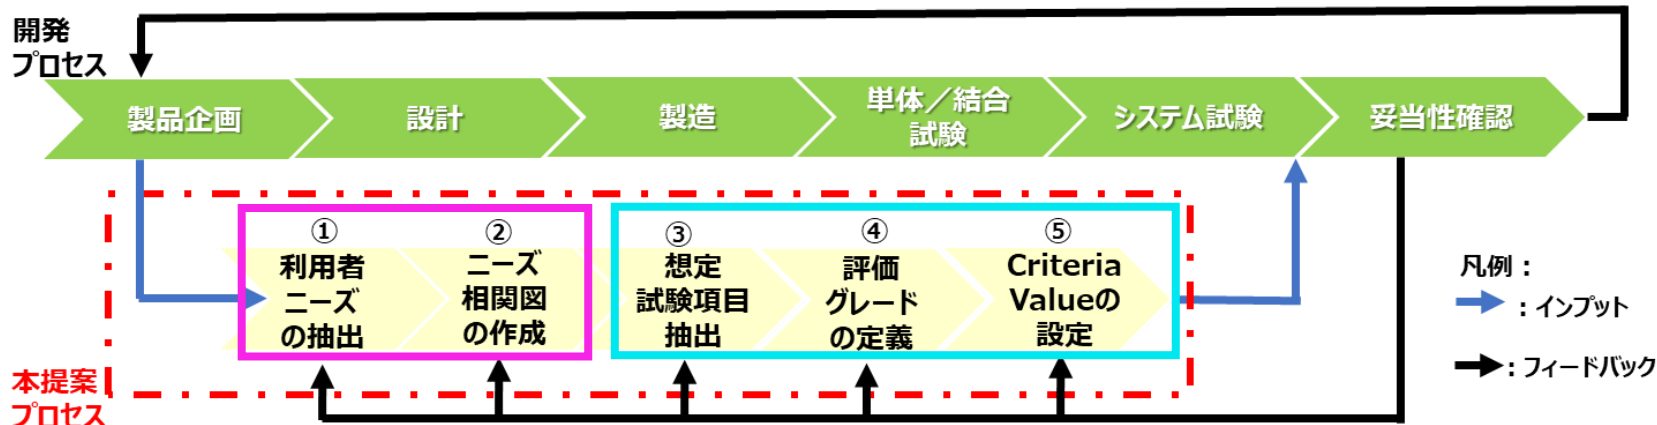 開発
プロセス
製品企画
設計
製造
単体／結合
試験
システム試験
妥当性確認
①
利用者
ニーズ
の抽出
②
ニーズ
相関図
の作成
③
想定
試験項目
抽出
④
評価
グレード
の定義
⑤
Criteria
Valueの
設定
本提案
プロセス
凡例：
：インプット
：フィードバック